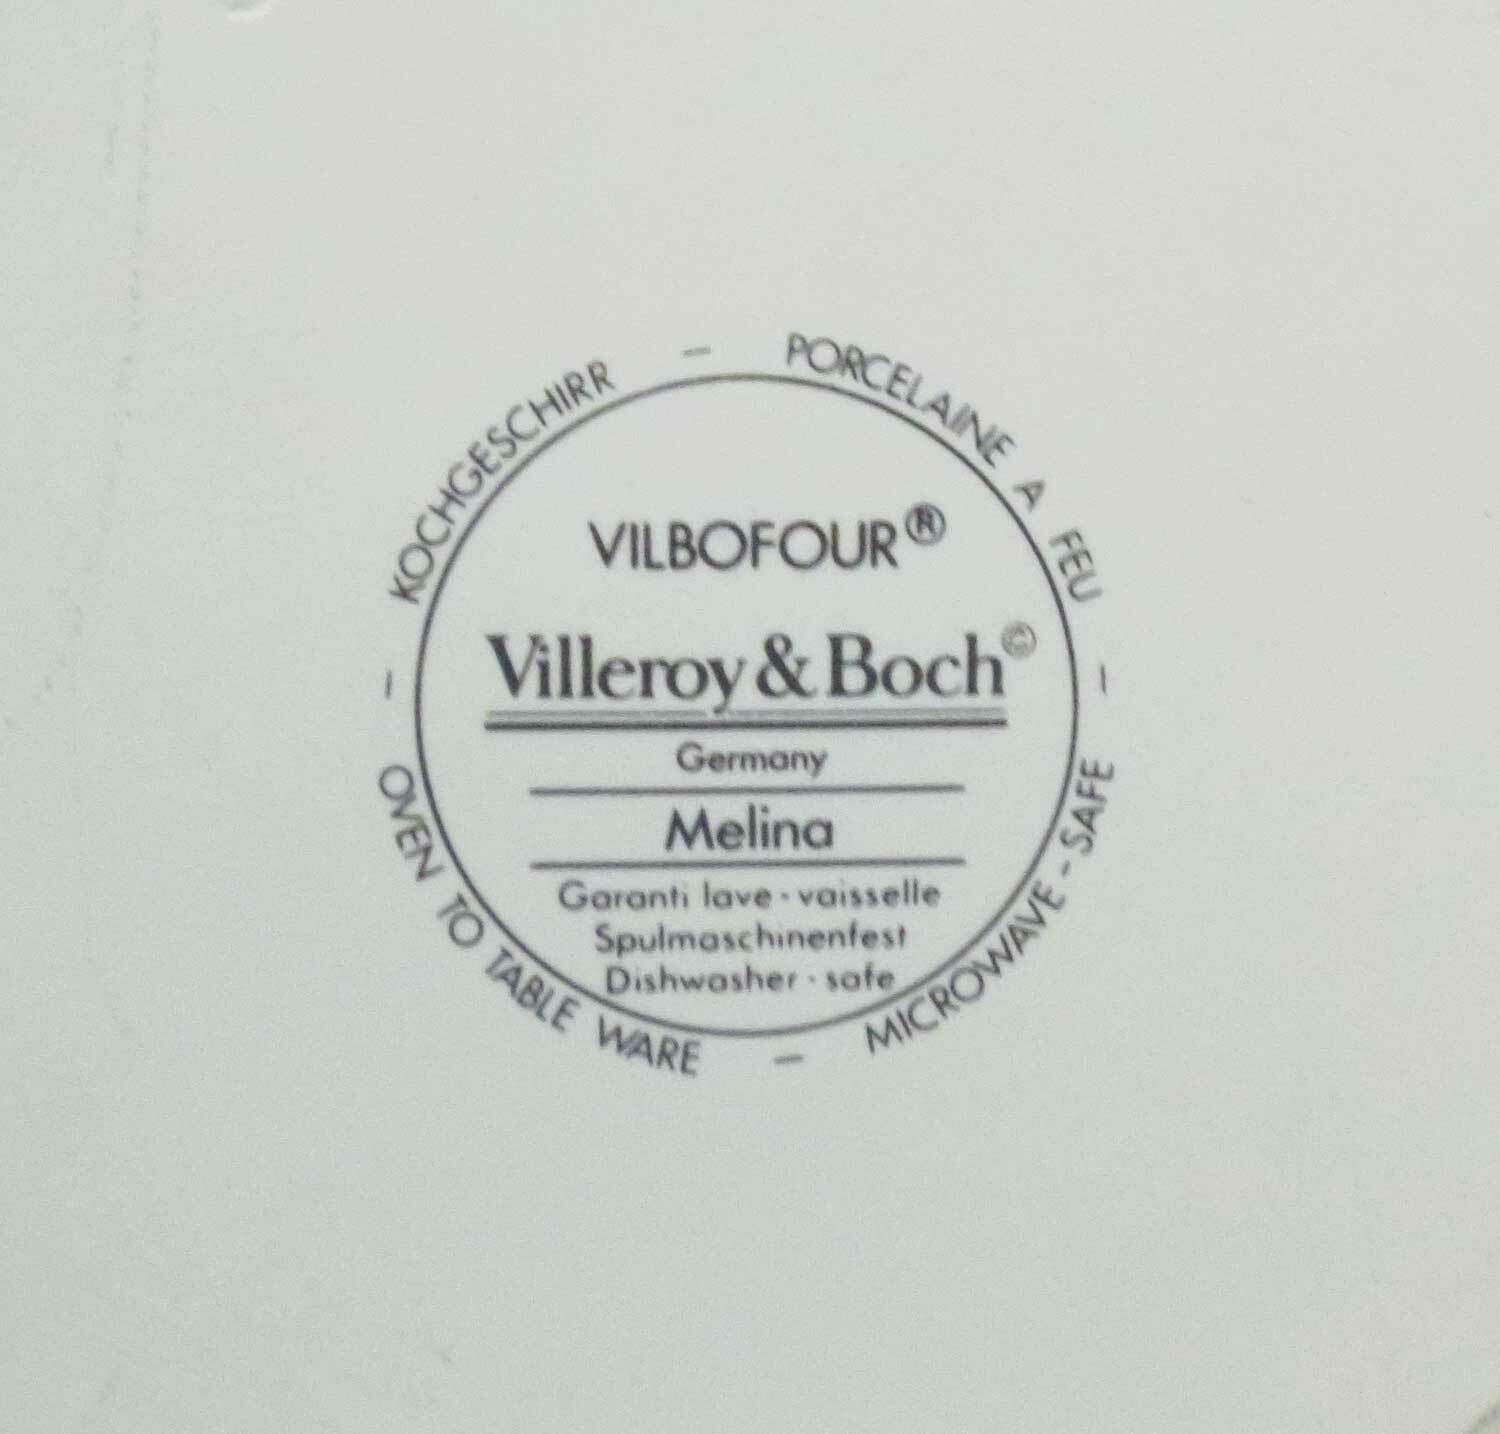 KOCHGESCHIRR – PORCELAINE A FEU – MICROWAVE-SAFE – OVEN TO TABLE WARE –
VILBOFOUR®
Villeroy & Boch©
Germany
Melina
Garanti lave-vaisselle
Spulmaschinenfest
Dishwasher-safe